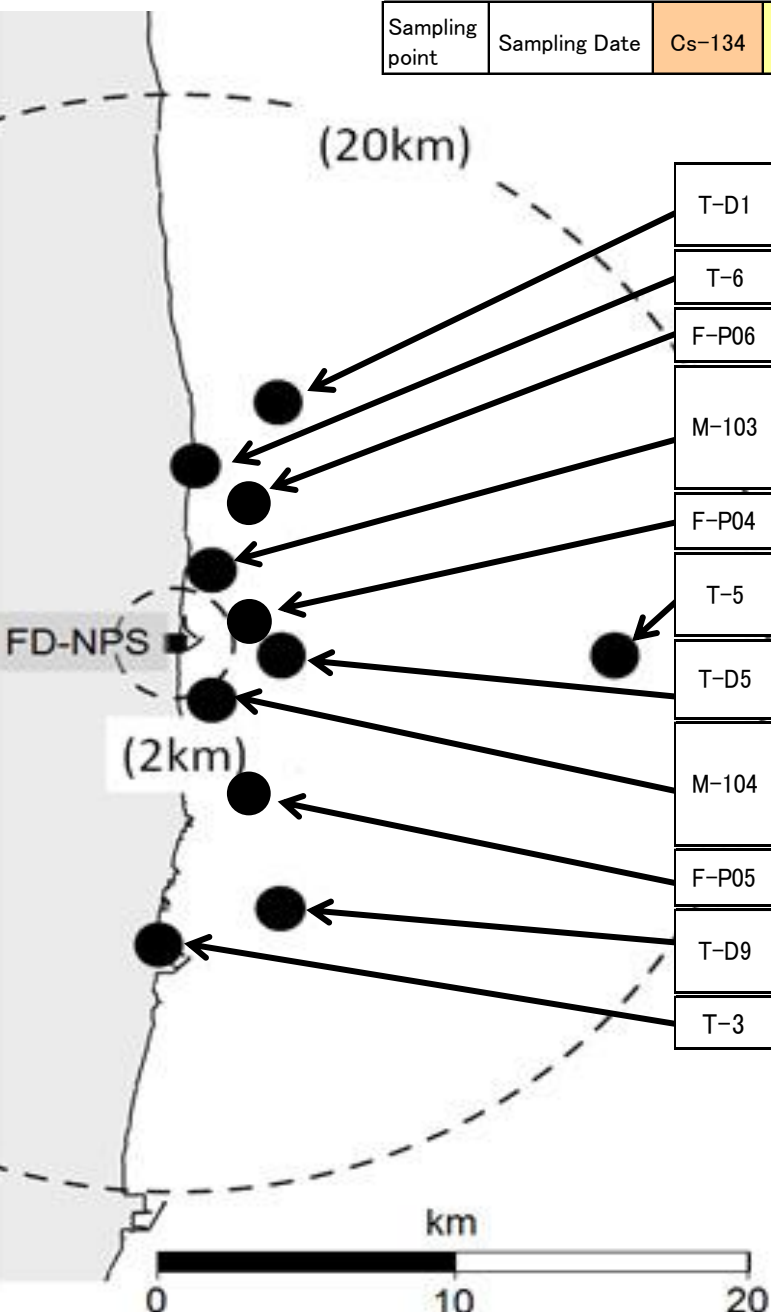 Sampling
point
Sampling Date
Cs-134
(20km)
T-D1
T-6
F-P06
M-103
F-P04
T-5
FD-NPS
T-D5
(2km)
M-104
F-P05
T-D9
T-3
km
0
10
20